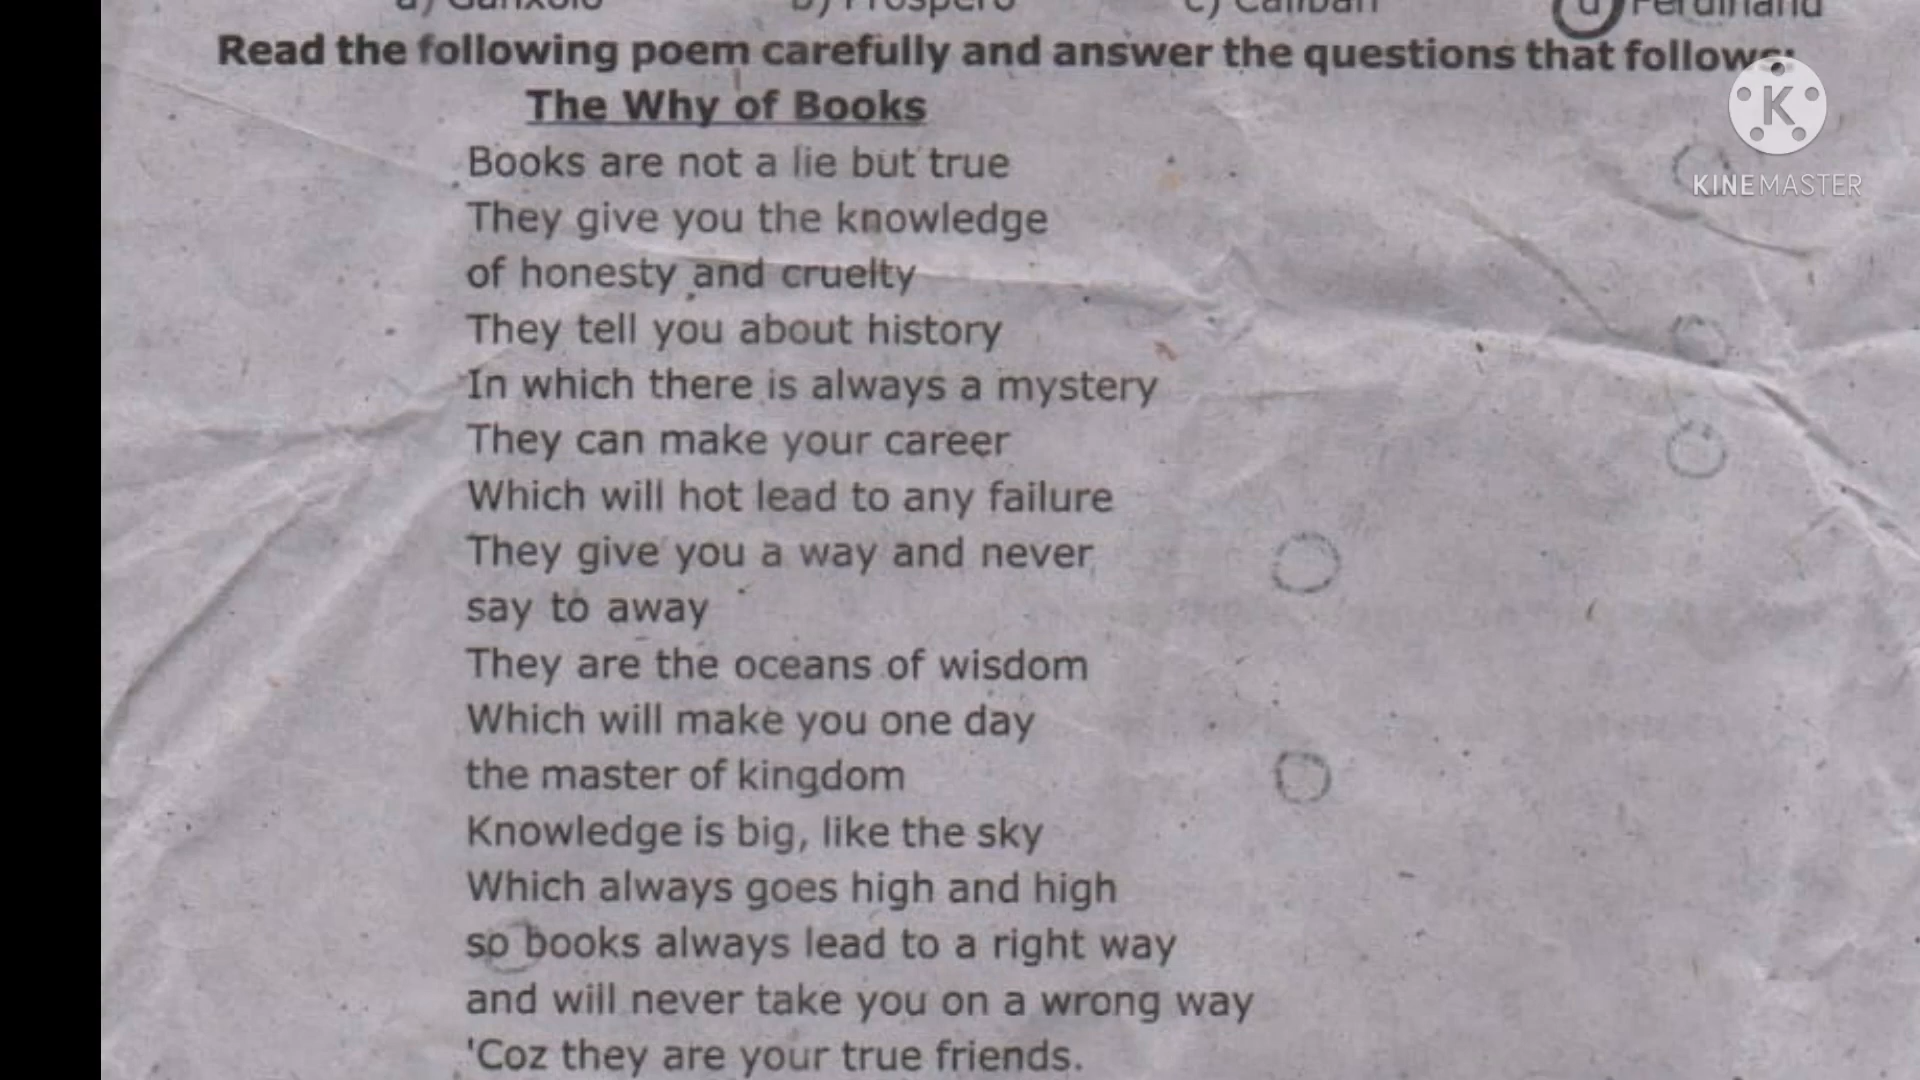 a) Gonzolo b) Prospero c) Caliban d) Ferdinand
Read the following poem carefully and answer the questions that follows:
The Why of Books
Books are not a lie but true
They give you the knowledge
of honesty and cruelty
They tell you about history
In which there is always a mystery
They can make your career
Which will hot lead to any failure
They give you a way and never
say to away
They are the oceans of wisdom
Which will make you one day
the master of kingdom
Knowledge is big, like the sky
Which always goes high and high
so books always lead to a right way
and will never take you on a wrong way
'Coz they are your true friends.
K
KINEMASTER